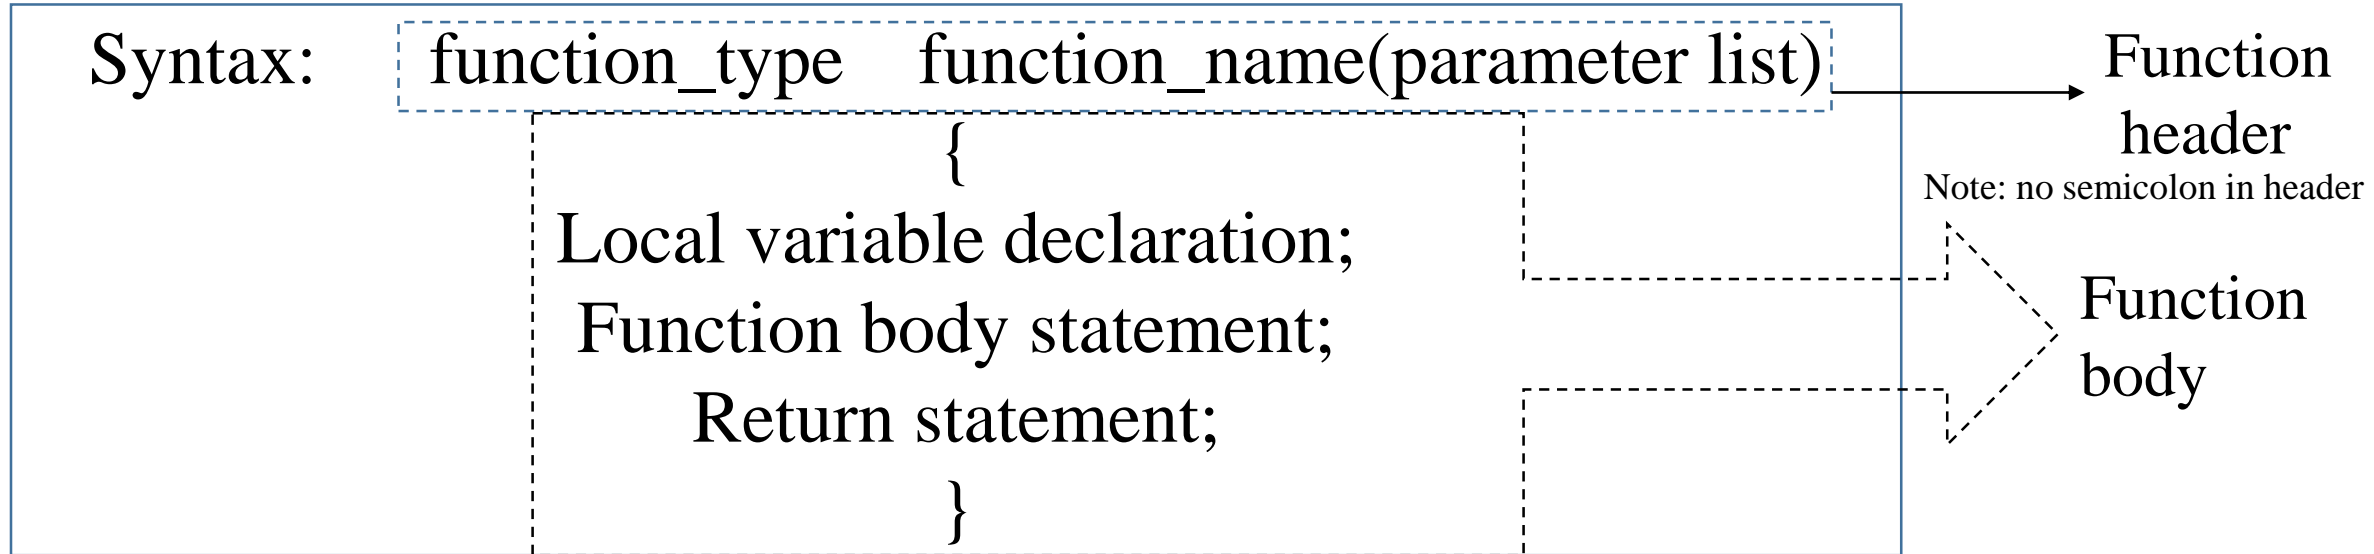 Syntax: function_type function_name(parameter list)
{
Local variable declaration;
Function body statement;
Return statement;
}
Function
header
Note: no semicolon in header
Function
body